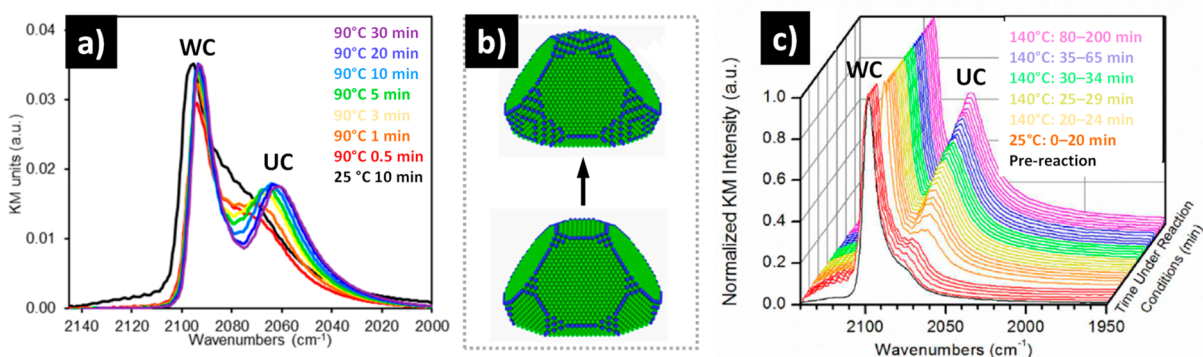 a)
0.04
0.03
0.02
0.01
0.00
KM units (a.u.)
WC
UC
90°C 30 min
90°C 20 min
90°C 10 min
90°C 5 min
90°C 3 min
90°C 1 min
90°C 0.5 min
25 °C 10 min
2140 2120 2100 2080 2060 2040 2020 2000
Wavenumbers (cm⁻¹)
b)
c)
1.0
0.8
0.6
0.4
0.2
0.0
Normalized KM Intensity (a.u.)
WC
UC
140°C: 80–200 min
140°C: 35–65 min
140°C: 30–34 min
140°C: 25–29 min
140°C: 20–24 min
25°C: 0–20 min
Pre-reaction
2100 2050 2000 1950
Wavenumbers (cm⁻¹)
Time Under Reaction
Conditions (min)